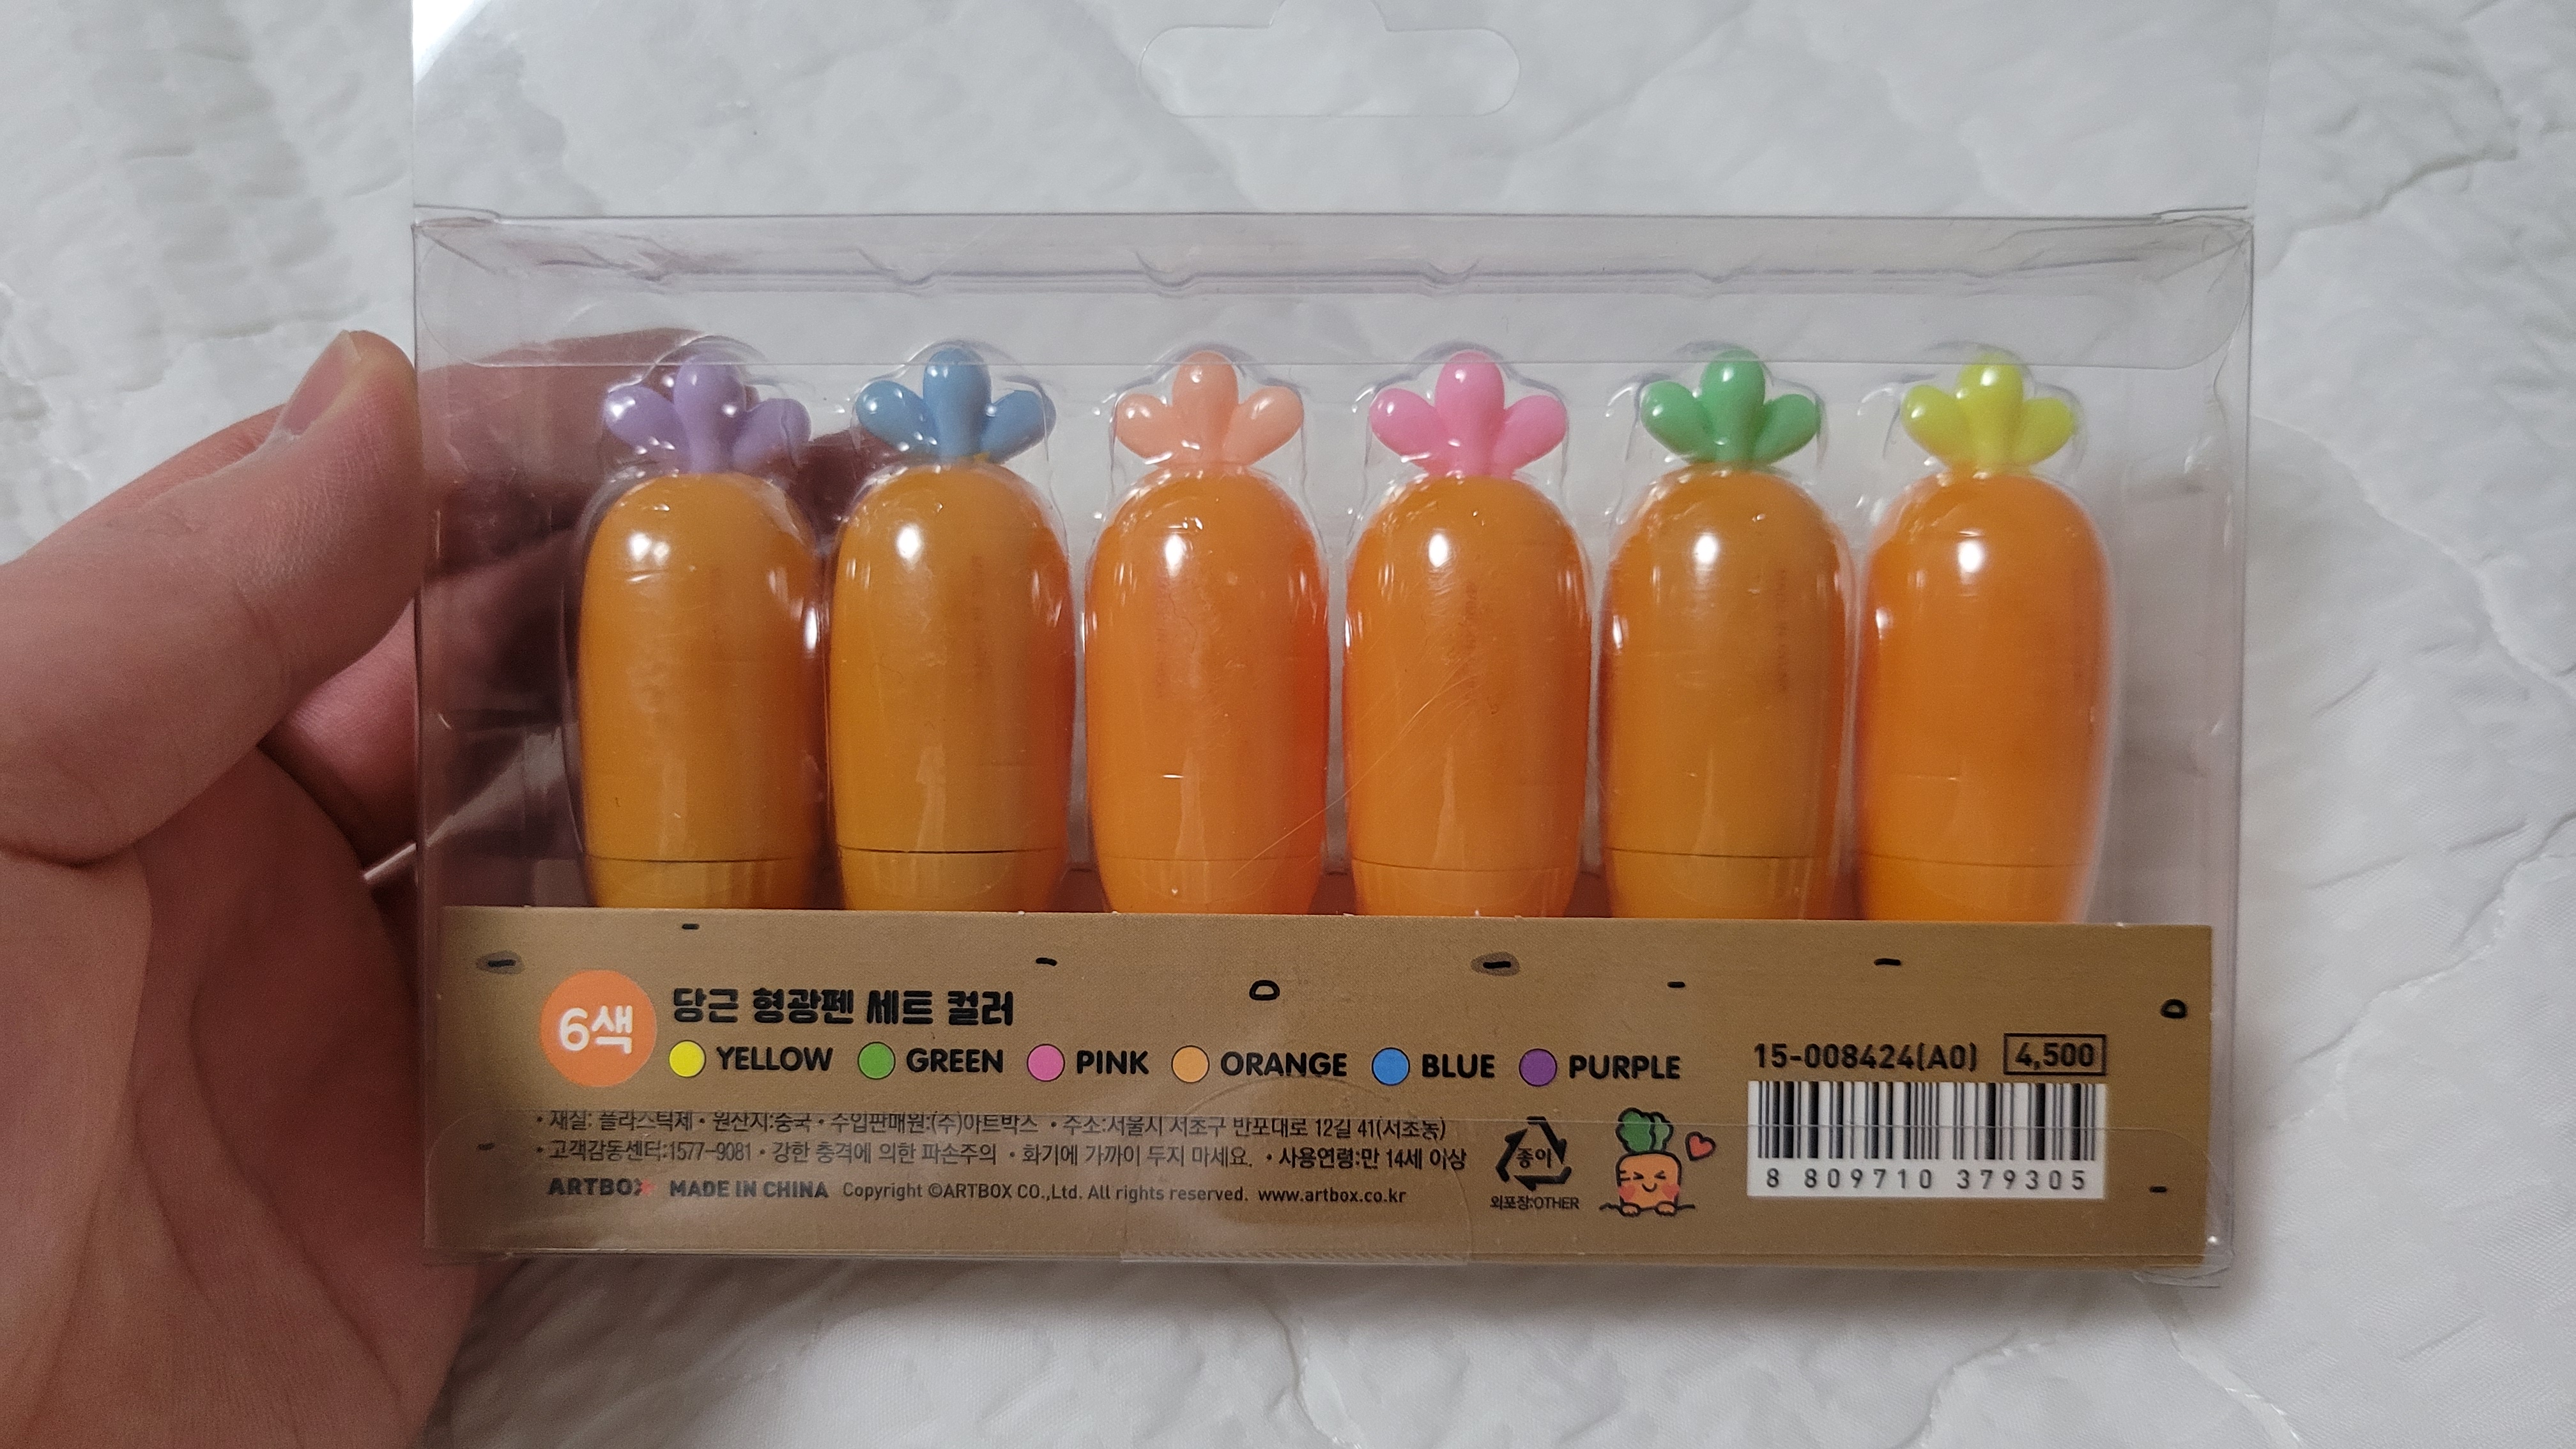 6색
당근 형광펜 세트 컬러
YELLOW GREEN PINK ORANGE BLUE PURPLE
15-008424(A0) 4,500
• 재질: 플라스틱제 • 원산지:중국 • 수입판매원:(주)아트박스 • 주소:서울시 서초구 반포대로 12길 41(서초동)
• 고객감동센터:1577-9081 • 강한 충격에 의한 파손주의 • 화기에 가까이 두지 마세요. • 사용연령:만 14세 이상
ARTBOX MADE IN CHINA Copyright ©ARTBOX CO.,Ltd. All rights reserved. www.artbox.co.kr
종이
외포장:OTHER
8 809710 379305